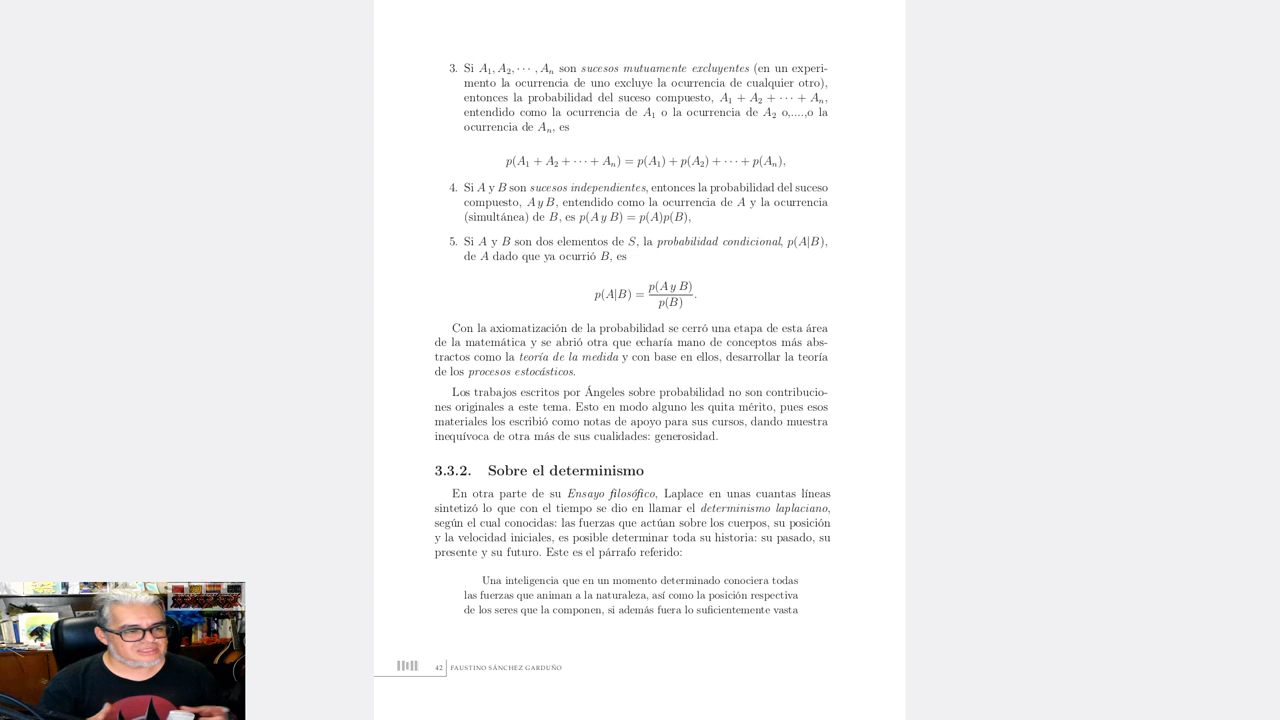 3. Si A₁, A₂, ··· , Aₙ son sucesos mutuamente excluyentes (en un experi-
mento la ocurrencia de uno excluye la ocurrencia de cualquier otro),
entonces la probabilidad del suceso compuesto, A₁ + A₂ + ··· + Aₙ,
entendido como la ocurrencia de A₁ o la ocurrencia de A₂ o,....,o la
ocurrencia de Aₙ, es
p(A₁ + A₂ + ··· + Aₙ) = p(A₁) + p(A₂) + ··· + p(Aₙ),
4. Si A y B son sucesos independientes, entonces la probabilidad del suceso
compuesto, A y B, entendido como la ocurrencia de A y la ocurrencia
(simultánea) de B, es p(A y B) = p(A)p(B),
5. Si A y B son dos elementos de S, la probabilidad condicional, p(A|B),
de A dado que ya ocurrió B, es
p(A|B) = p(A y B) / p(B).
Con la axiomatización de la probabilidad se cerró una etapa de esta área
de la matemática y se abrió otra que echaría mano de conceptos más abs-
tractos como la teoría de la medida y con base en ellos, desarrollar la teoría
de los procesos estocásticos.
Los trabajos escritos por Ángeles sobre probabilidad no son contribucio-
nes originales a este tema. Esto en modo alguno les quita mérito, pues esos
materiales los escribió como notas de apoyo para sus cursos, dando muestra
inequívoca de otra más de sus cualidades: generosidad.
3.3.2. Sobre el determinismo
En otra parte de su Ensayo filosófico, Laplace en unas cuantas líneas
sintetizó lo que con el tiempo se dio en llamar el determinismo laplaciano,
según el cual conocidas: las fuerzas que actúan sobre los cuerpos, su posición
y la velocidad iniciales, es posible determinar toda su historia: su pasado, su
presente y su futuro. Este es el párrafo referido:
Una inteligencia que en un momento determinado conociera todas
las fuerzas que animan a la naturaleza, así como la posición respectiva
de los seres que la componen, si además fuera lo suficientemente vasta
42 FAUSTINO SÁNCHEZ GARDUÑO